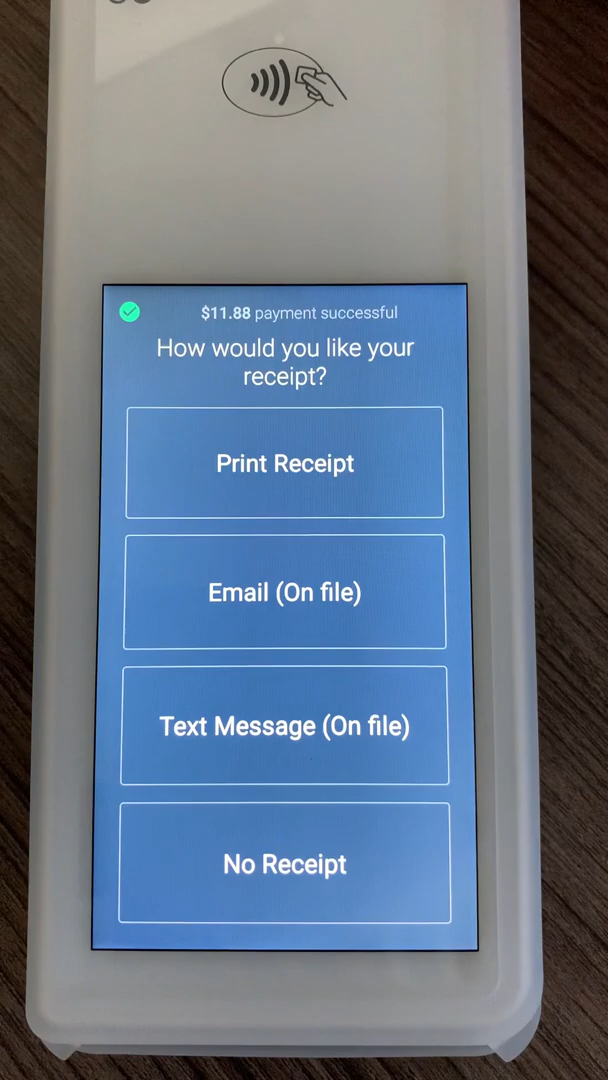 $11.88 payment successful
How would you like your
receipt?
Print Receipt
Email (On file)
Text Message (On file)
No Receipt